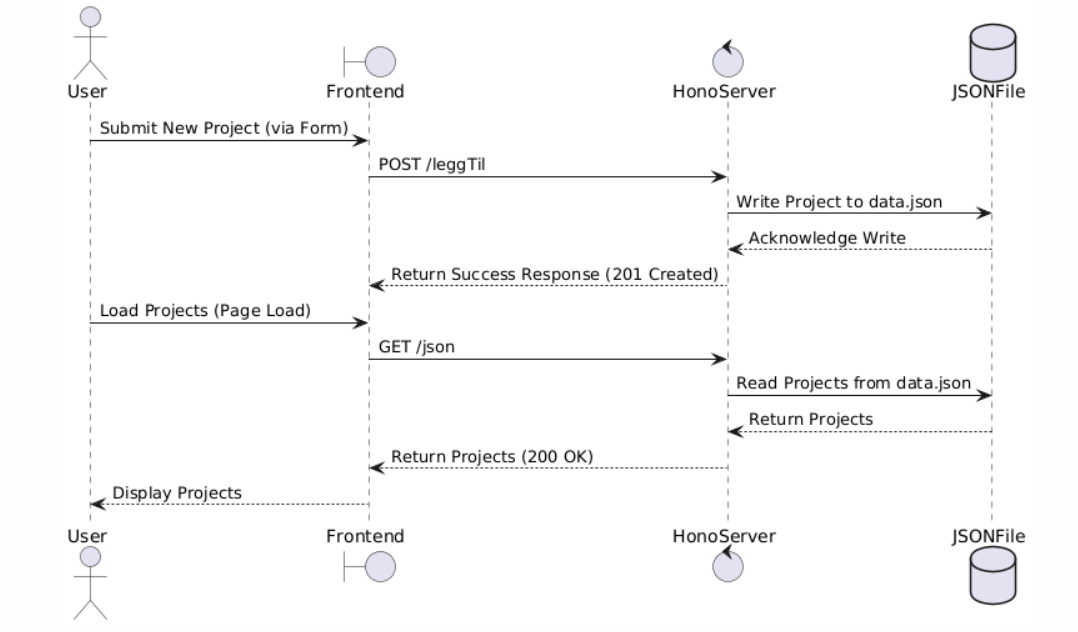 User Frontend HonoServer JSONFile
Submit New Project (via Form)
POST /leggTil
Write Project to data.json
Acknowledge Write
Return Success Response (201 Created)
Load Projects (Page Load)
GET /json
Read Projects from data.json
Return Projects
Return Projects (200 OK)
Display Projects
User Frontend HonoServer JSONFile